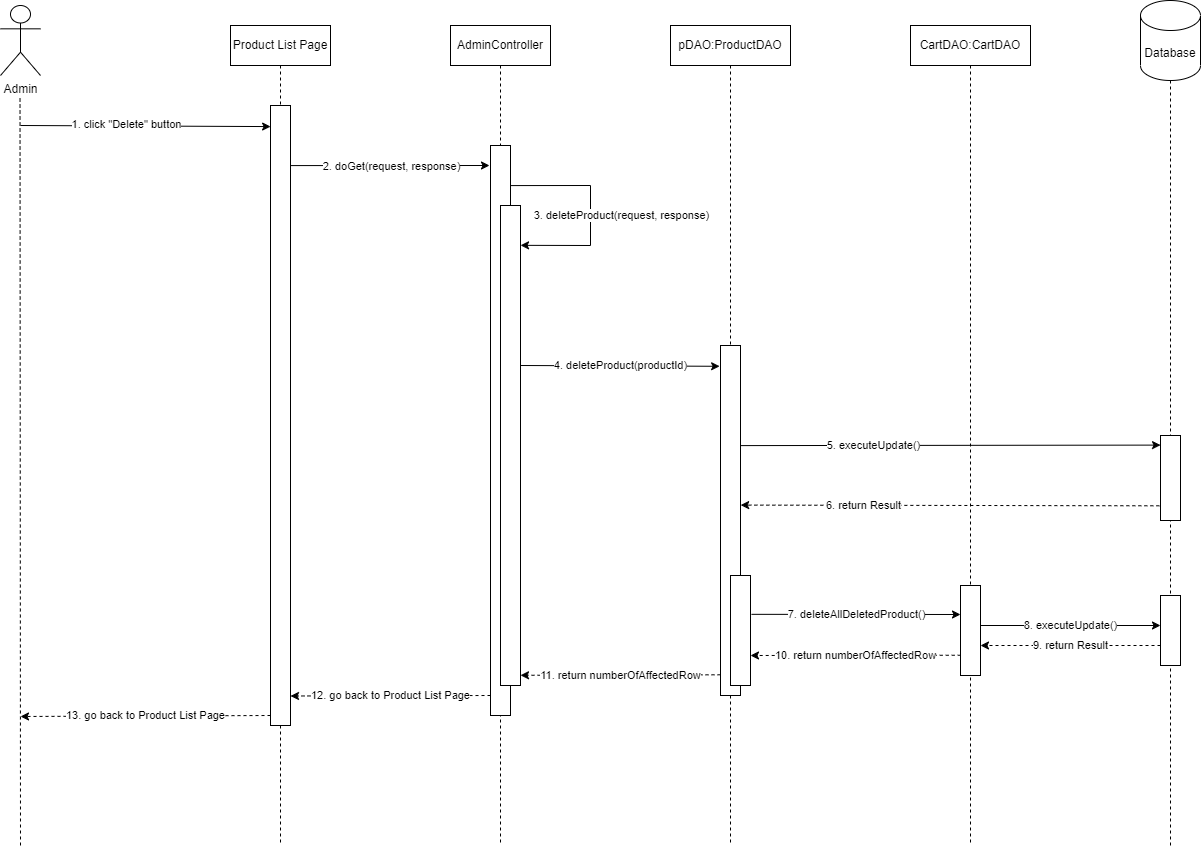 Product List Page
AdminController
pDAO:ProductDAO
CartDAO:CartDAO
Database
Admin
1. click "Delete" button
2. doGet(request, response)
3. deleteProduct(request, response)
4. deleteProduct(productId)
5. executeUpdate()
6. return Result
7. deleteAllDeletedProduct()
8. executeUpdate()
9. return Result
10. return numberOfAffectedRow
11. return numberOfAffectedRow
12. go back to Product List Page
13. go back to Product List Page